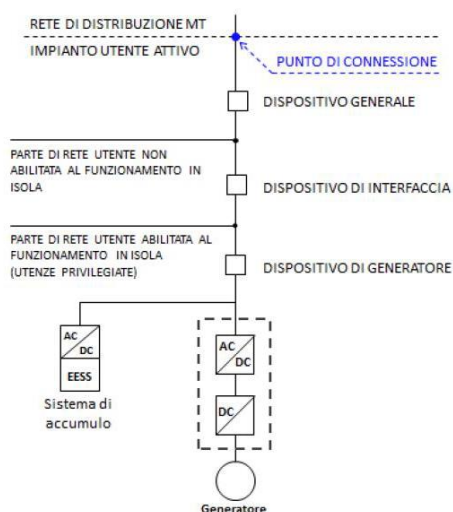 RETE DI DISTRIBUZIONE MT
IMPIANTO UTENTE ATTIVO
PUNTO DI CONNESSIONE
DISPOSITIVO GENERALE
PARTE DI RETE UTENTE NON
ABILITATA AL FUNZIONAMENTO IN
ISOLA
DISPOSITIVO DI INTERFACCIA
PARTE DI RETE UTENTE ABILITATA AL
FUNZIONAMENTO IN ISOLA
(UTENZE PRIVILEGIATE)
DISPOSITIVO DI GENERATORE
AC
DC
EESS
Sistema di
accumulo
AC
DC
DC
Generatore